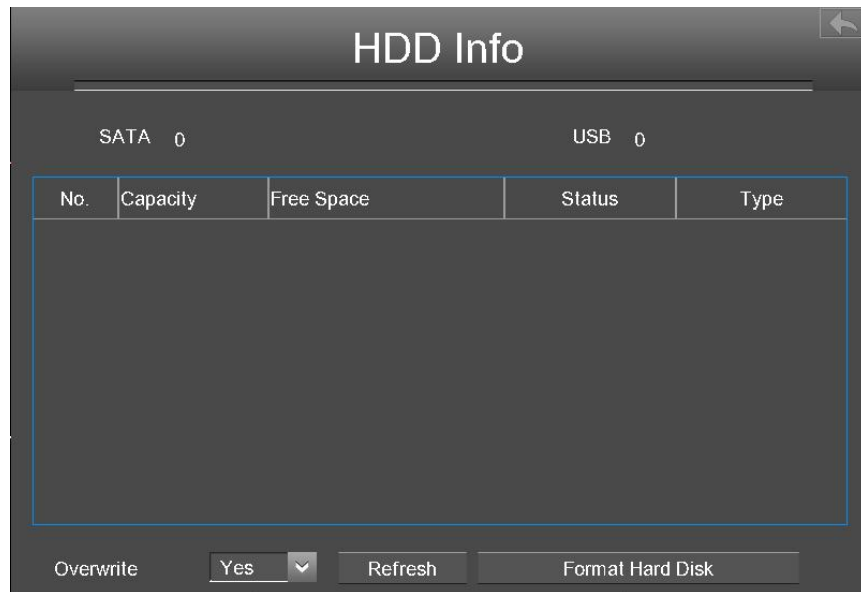 HDD Info
SATA 0 USB 0
No. Capacity Free Space Status Type
Overwrite Yes Refresh Format Hard Disk